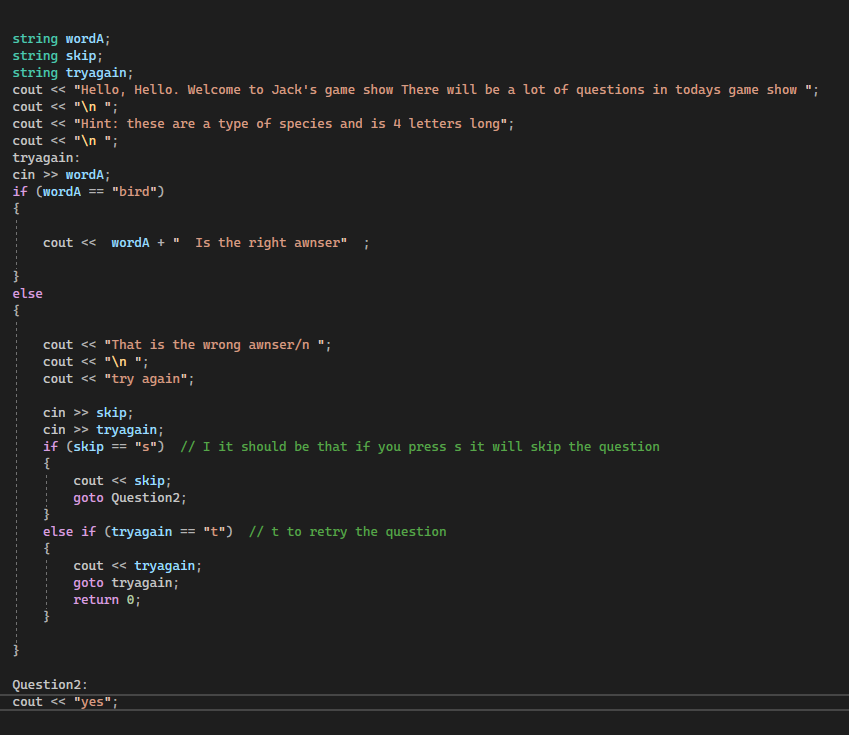 string wordA;
string skip;
string tryagain;
cout << "Hello, Hello. Welcome to Jack's game show There will be a lot of questions in todays game show ";
cout << "\n ";
cout << "Hint: these are a type of species and is 4 letters long";
cout << "\n ";
tryagain:
cin >> wordA;
if (wordA == "bird")
{
cout <<  wordA + "  Is the right awnser"  ;
}
else
{
cout << "That is the wrong awnser/n ";
cout << "\n ";
cout << "try again";
cin >> skip;
cin >> tryagain;
if (skip == "s")  // I it should be that if you press s it will skip the question
{
cout << skip;
goto Question2;
}
else if (tryagain == "t")  // t to retry the question
{
cout << tryagain;
goto tryagain;
return 0;
}
}
Question2:
cout << "yes";